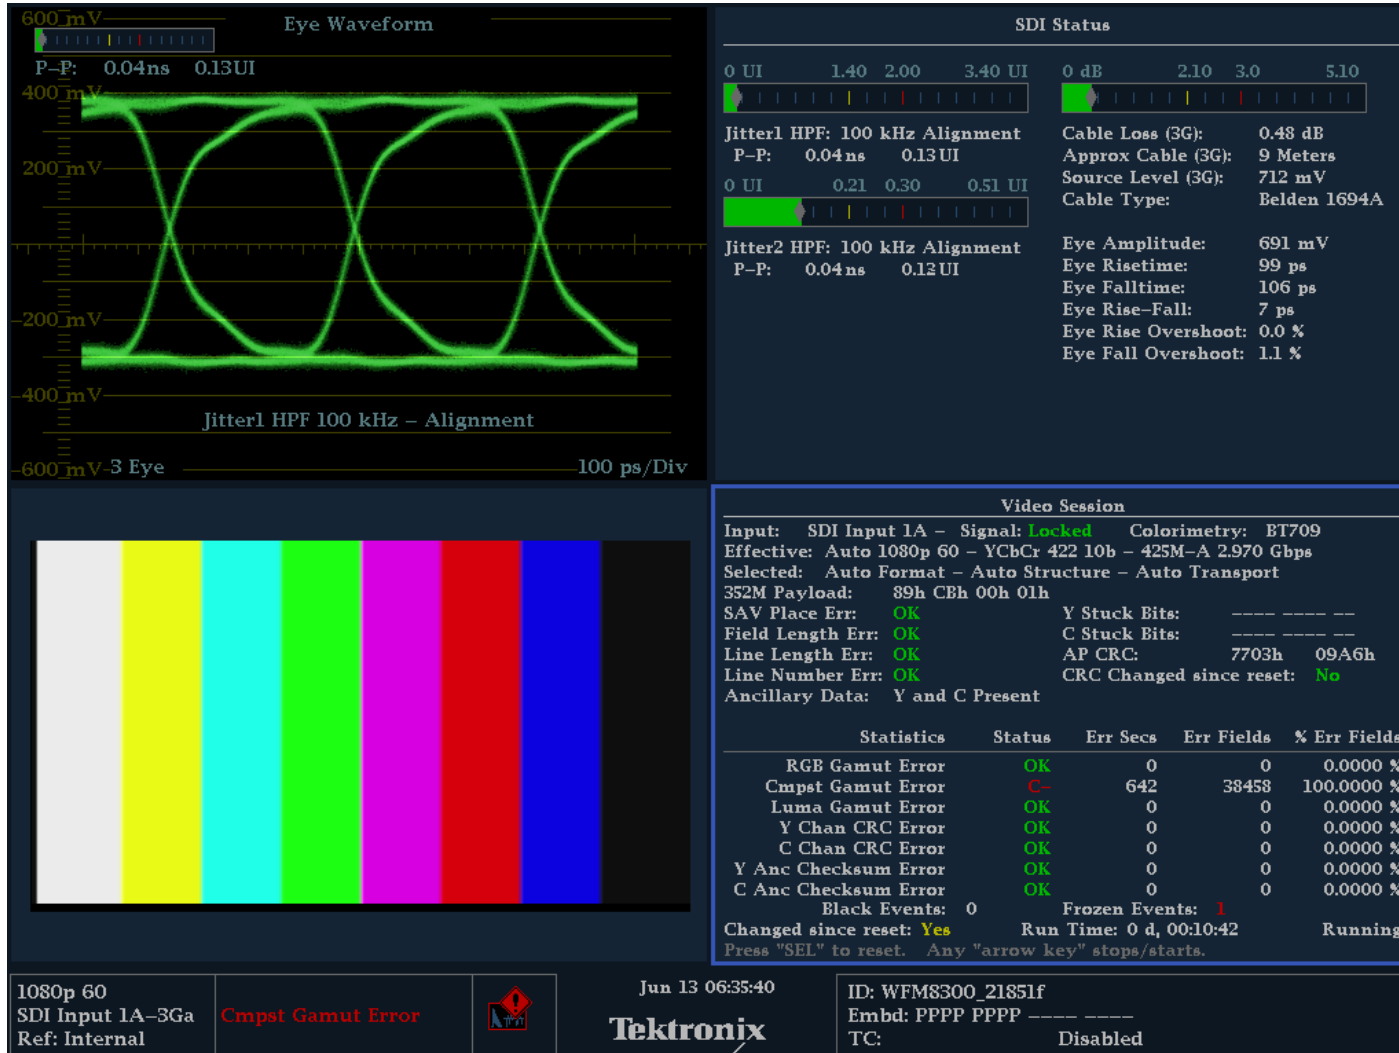 Eye Waveform
600 mV
P-P: 0.04ns 0.13UI
400 mV
200 mV
-200 mV
-400 mV
Jitter1 HPF 100 kHz - Alignment
-600 mV
3 Eye
100 ps/Div
SDI Status
0 UI 1.40 2.00 3.40 UI
Jitter1 HPF: 100 kHz Alignment
P-P: 0.04ns 0.13UI
0 UI 0.21 0.30 0.51 UI
Jitter2 HPF: 100 kHz Alignment
P-P: 0.04ns 0.12UI
0 dB 2.10 3.0 5.10
Cable Loss (3G): 0.48 dB
Approx Cable (3G): 9 Meters
Source Level (3G): 712 mV
Cable Type: Belden 1694A
Eye Amplitude: 691 mV
Eye Risetime: 99 ps
Eye Falltime: 106 ps
Eye Rise-Fall: 7 ps
Eye Rise Overshoot: 0.0 %
Eye Fall Overshoot: 1.1 %
Video Session
Input: SDI Input 1A - Signal: Locked Colorimetry: BT709
Effective: Auto 1080p 60 - YCbCr 422 10b - 425M-A 2.970 Gbps
Selected: Auto Format - Auto Structure - Auto Transport
352M Payload: 89h CBh 00h 01h
SAV Place Err: OK Y Stuck Bits: ---- ---- --
Field Length Err: OK C Stuck Bits: ---- ---- --
Line Length Err: OK AP CRC: 7703h 09A6h
Line Number Err: OK CRC Changed since reset: No
Ancillary Data: Y and C Present
Statistics Status Err Secs Err Fields % Err Fields
RGB Gamut Error OK 0 0 0.0000 %
Cmpst Gamut Error C- 642 38458 100.0000 %
Luma Gamut Error OK 0 0 0.0000 %
Y Chan CRC Error OK 0 0 0.0000 %
C Chan CRC Error OK 0 0 0.0000 %
Y Anc Checksum Error OK 0 0 0.0000 %
C Anc Checksum Error OK 0 0 0.0000 %
Black Events: 0 Frozen Events: 1
Changed since reset: Yes Run Time: 0 d, 00:10:42 Running
Press "SEL" to reset. Any "arrow key" stops/starts.
1080p 60
SDI Input 1A-3Ga
Ref: Internal
Cmpst Gamut Error
Jun 13 06:35:40
Tektronix
ID: WFM8300_21851f
Embd: PPPP PPPP ---- ----
TC: Disabled